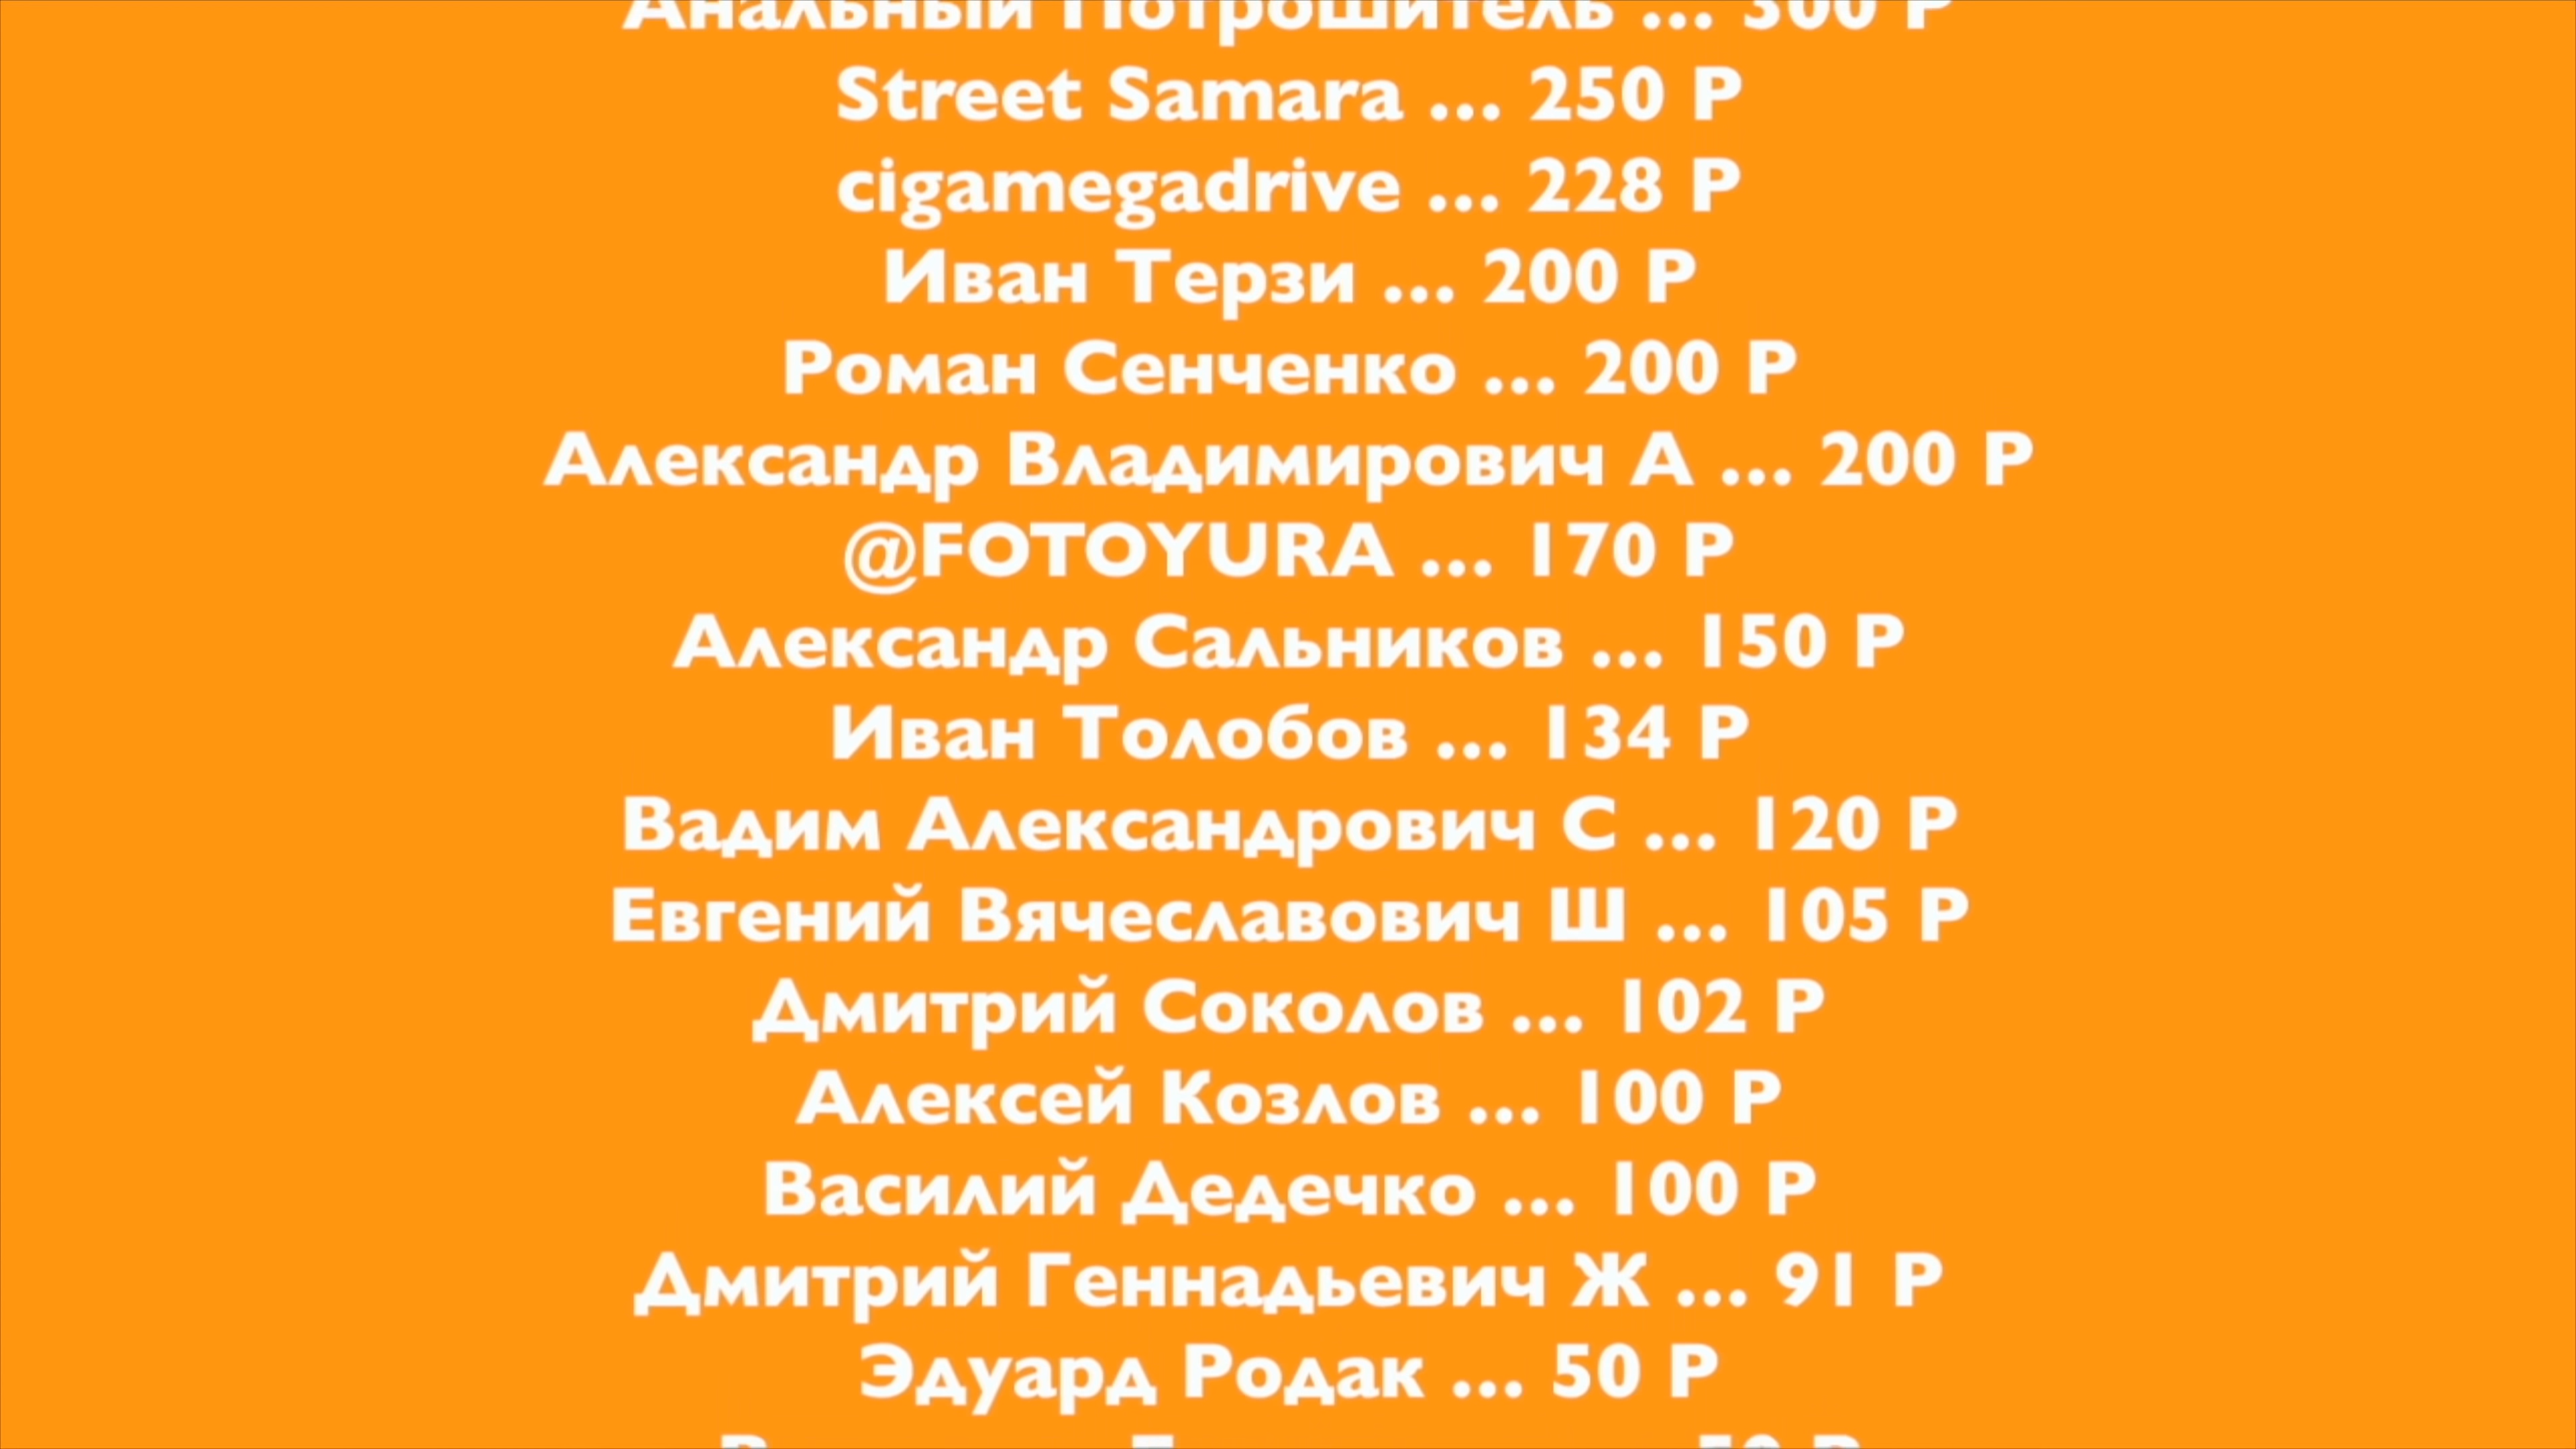 Анальный Потрошитель ... 300 Р
Street Samara ... 250 Р
cigamegadrive ... 228 Р
Иван Терзи ... 200 Р
Роман Сенченко ... 200 Р
Александр Владимирович А ... 200 Р
@FOTOYURA ... 170 Р
Александр Сальников ... 150 Р
Иван Толобов ... 134 Р
Вадим Александрович С ... 120 Р
Евгений Вячеславович Ш ... 105 Р
Дмитрий Соколов ... 102 Р
Алексей Козлов ... 100 Р
Василий Дедечко ... 100 Р
Дмитрий Геннадьевич Ж ... 91 Р
Эдуард Родак ... 50 Р